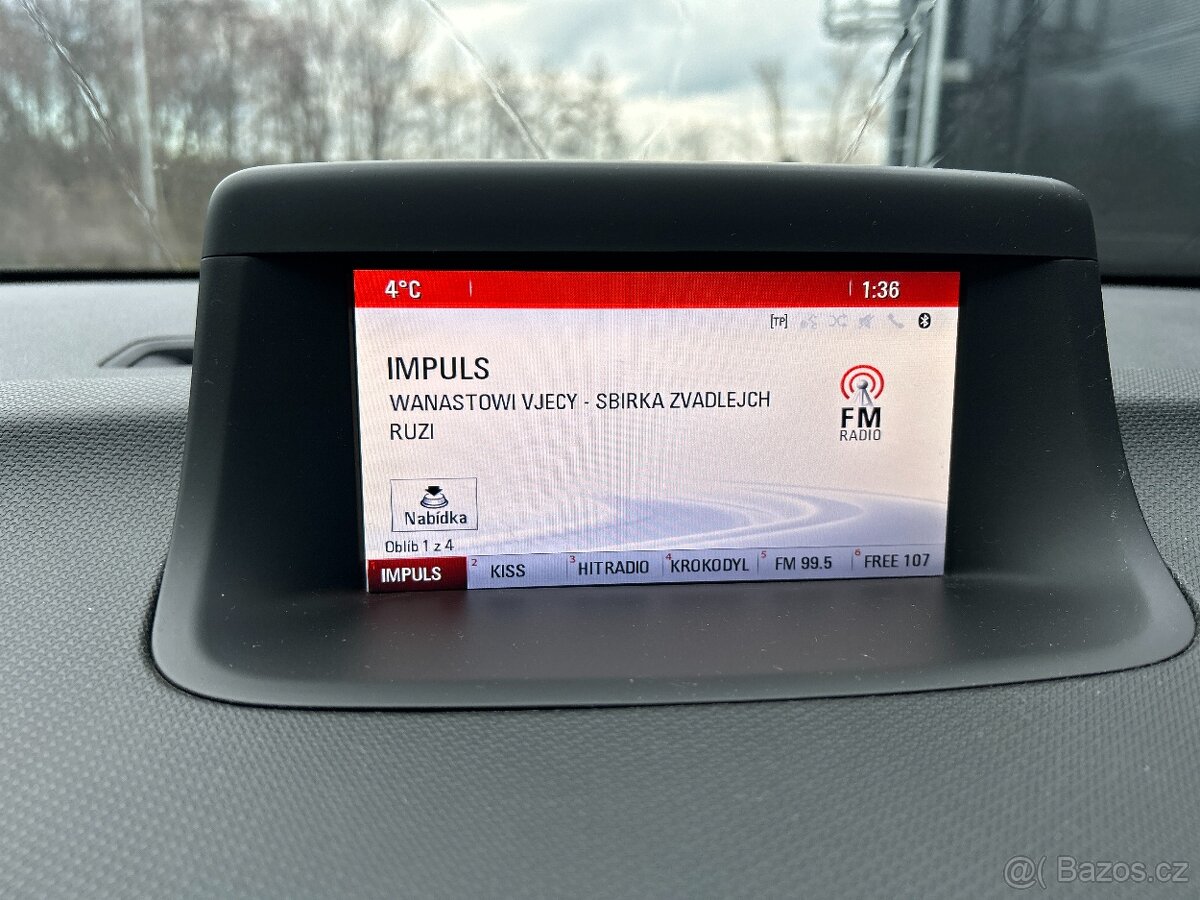 4°C 1:36
[TP]
IMPULS
WANASTOWI VJECY - SBIRKA ZVADLEJCH
RUZI
FM
RADIO
Nabídka
Oblíb 1 z 4
1 IMPULS 2 KISS 3 HITRADIO 4 KROKODYL 5 FM 99.5 6 FREE 107
@( Bazos.cz